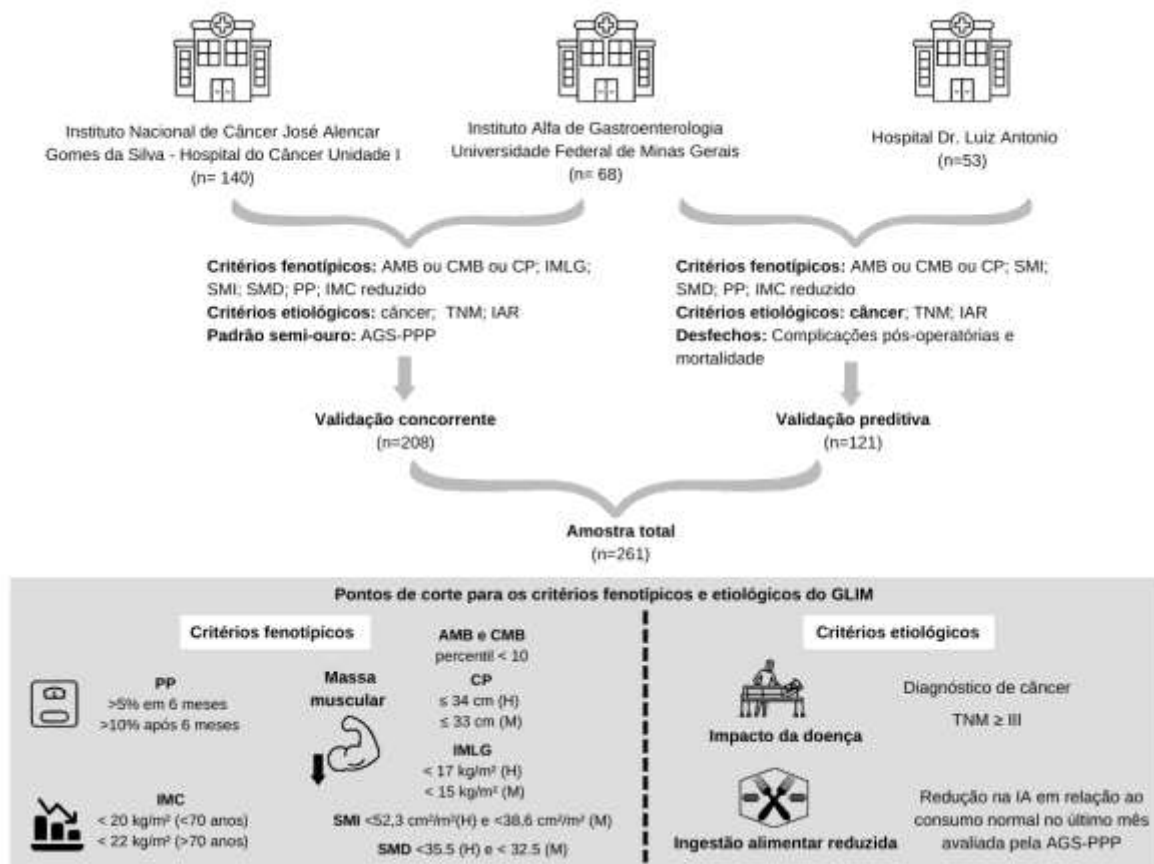 Instituto Nacional de Câncer José Alencar
Gomes da Silva - Hospital do Câncer Unidade I
(n= 140)
Instituto Alfa de Gastroenterologia
Universidade Federal de Minas Gerais
(n= 68)
Hospital Dr. Luiz Antonio
(n=53)
Critérios fenotípicos: AMB ou CMB ou CP; IMLG;
SMI; SMD; PP; IMC reduzido
Critérios etiológicos: câncer; TNM; IAR
Padrão semi-ouro: AGS-PPP
Critérios fenotípicos: AMB ou CMB ou CP; SMI;
SMD; PP; IMC reduzido
Critérios etiológicos: câncer; TNM; IAR
Desfechos: Complicações pós-operatórias e
mortalidade
Validação concorrente
(n=208)
Validação preditiva
(n=121)
Amostra total
(n=261)
Pontos de corte para os critérios fenotípicos e etiológicos do GLIM
Critérios fenotípicos
PP
>5% em 6 meses
>10% após 6 meses
IMC
< 20 kg/m² (<70 anos)
< 22 kg/m² (>70 anos)
Massa
muscular
AMB e CMB
percentil < 10
CP
≤ 34 cm (H)
≤ 33 cm (M)
IMLG
< 17 kg/m² (H)
< 15 kg/m² (M)
SMI <52,3 cm²/m²(H) e <38,6 cm²/m² (M)
SMD <35.5 (H) e < 32.5 (M)
Critérios etiológicos
Impacto da doença
Diagnóstico de câncer
TNM ≥ III
Ingestão alimentar reduzida
Redução na IA em relação ao
consumo normal no último mês
avaliada pela AGS-PPP